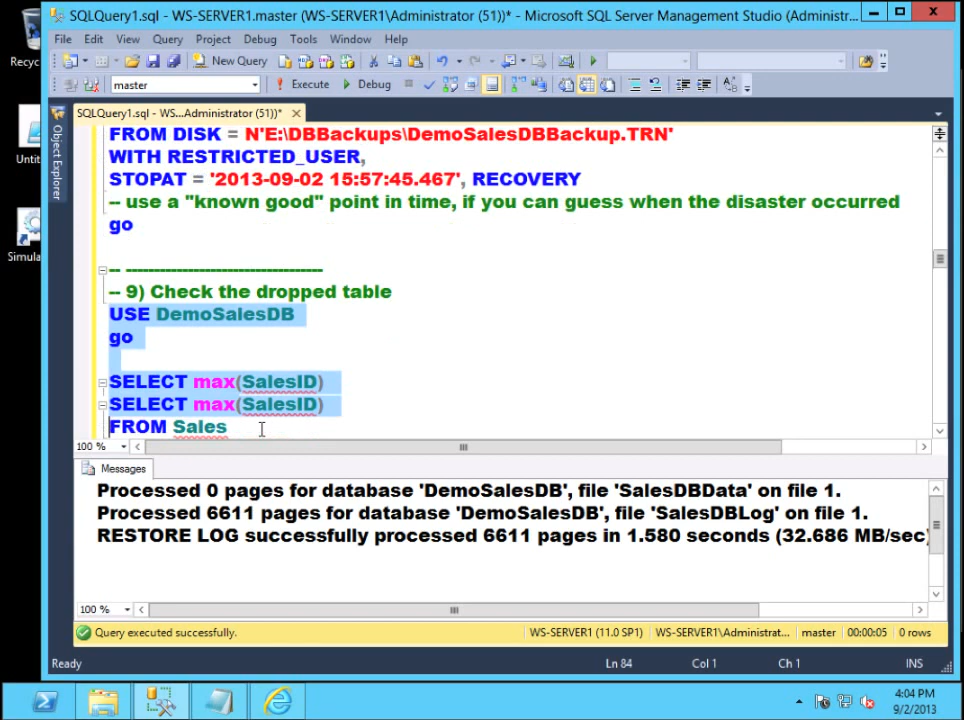 Recyc
Untit
Simula
SQLQuery1.sql - WS-SERVER1.master (WS-SERVER1\Administrator (51))* - Microsoft SQL Server Management Studio (Administr...
File Edit View Query Project Debug Tools Window Help
New Query
master Execute Debug
SQLQuery1.sql - WS...Administrator (51))*
Object Explorer
FROM DISK = N'E:\DBBackups\DemoSalesDBBackup.TRN'
WITH RESTRICTED_USER,
STOPAT = '2013-09-02 15:57:45.467', RECOVERY
-- use a "known good" point in time, if you can guess when the disaster occurred
go
-- -----------------------------------
-- 9) Check the dropped table
USE DemoSalesDB
go
SELECT max(SalesID)
SELECT max(SalesID)
FROM Sales
100 %
Messages
Processed 0 pages for database 'DemoSalesDB', file 'SalesDBData' on file 1.
Processed 6611 pages for database 'DemoSalesDB', file 'SalesDBLog' on file 1.
RESTORE LOG successfully processed 6611 pages in 1.580 seconds (32.686 MB/sec)
100 %
Query executed successfully. WS-SERVER1 (11.0 SP1) WS-SERVER1\Administrat... master 00:00:05 0 rows
Ready Ln 84 Col 1 Ch 1 INS
4:04 PM
9/2/2013